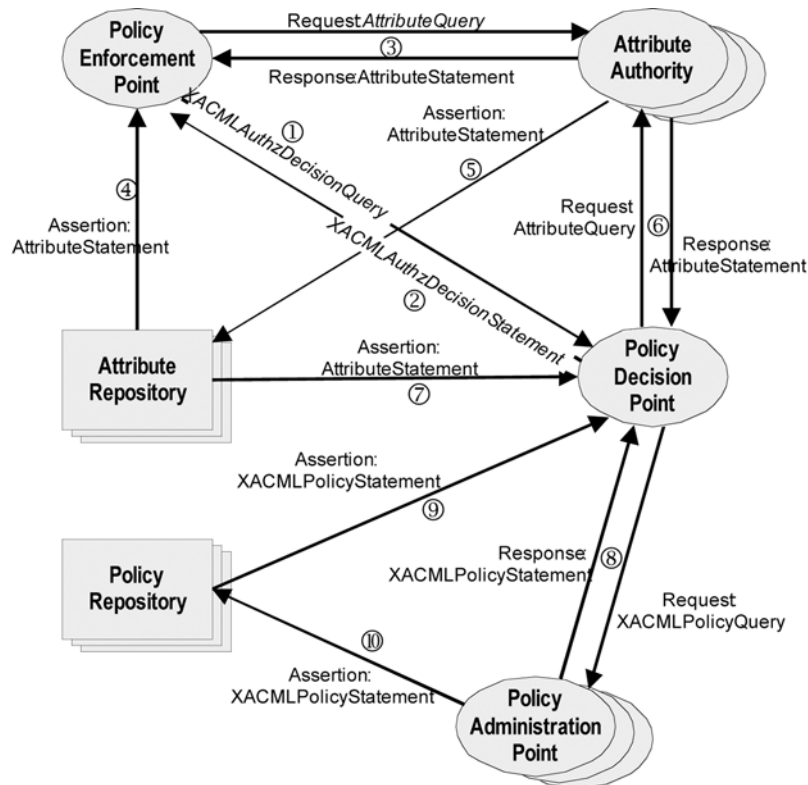 Policy
Enforcement
Point
Request:AttributeQuery
③
Response:AttributeStatement
Attribute
Authority
①
XACMLAuthzDecisionQuery
Assertion:
AttributeStatement
⑤
④
Assertion:
AttributeStatement
XACMLAuthzDecisionStatement
②
Request
AttributeQuery
⑥
Response:
AttributeStatement
Attribute
Repository
Assertion:
AttributeStatement
⑦
Policy
Decision
Point
Assertion:
XACMLPolicyStatement
⑨
Policy
Repository
Response:
XACMLPolicyStatement
⑧
Request
XACMLPolicyQuery
⑩
Assertion:
XACMLPolicyStatement
Policy
Administration
Point